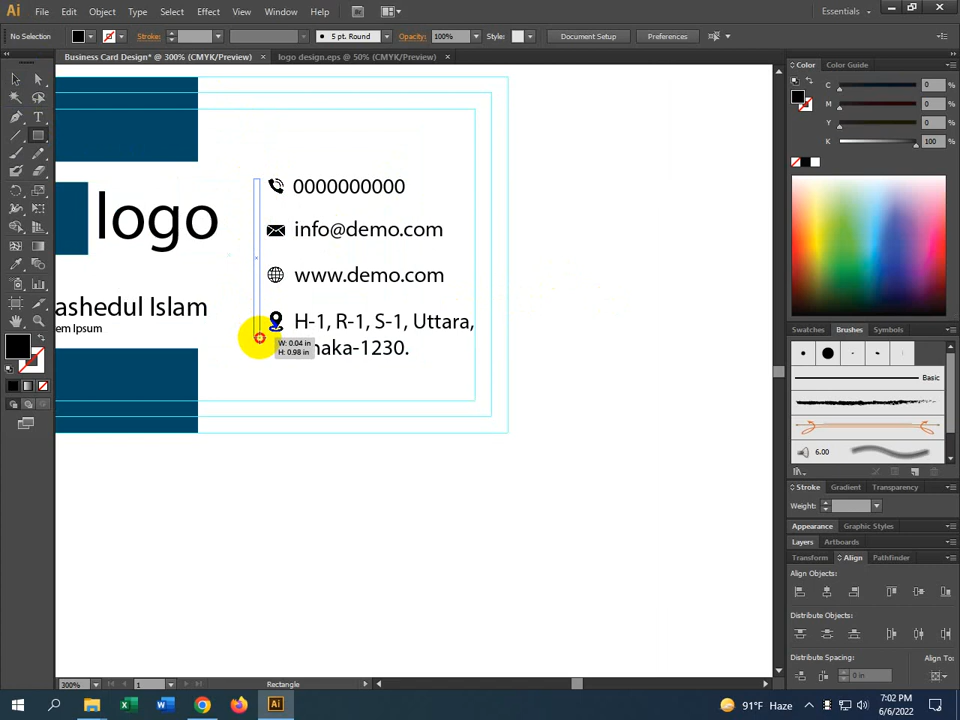 Ai File Edit Object Type Select Effect View Window Help Br Essentials
No Selection Stroke: 5 pt. Round Opacity: 100% Style: Document Setup Preferences
Business Card Design* @ 300% (CMYK/Preview) × logo design.eps @ 50% (CMYK/Preview) ×
Color Color Guide
C 0 %
M 0 %
Y 0 %
K 100 %
logo
ashedul Islam
em Ipsum
0000000000
info@demo.com
www.demo.com
H-1, R-1, S-1, Uttara,
haka-1230.
W: 0.04 in
H: 0.98 in
Swatches Brushes Symbols
Basic
6.00
Stroke Gradient Transparency
Weight:
Appearance Graphic Styles
Layers Artboards
Transform Align Pathfinder
Align Objects:
Distribute Objects:
Distribute Spacing: Align To:
0 in
300% 1 Rectangle
91°F Haze 7:02 PM
6/6/2022